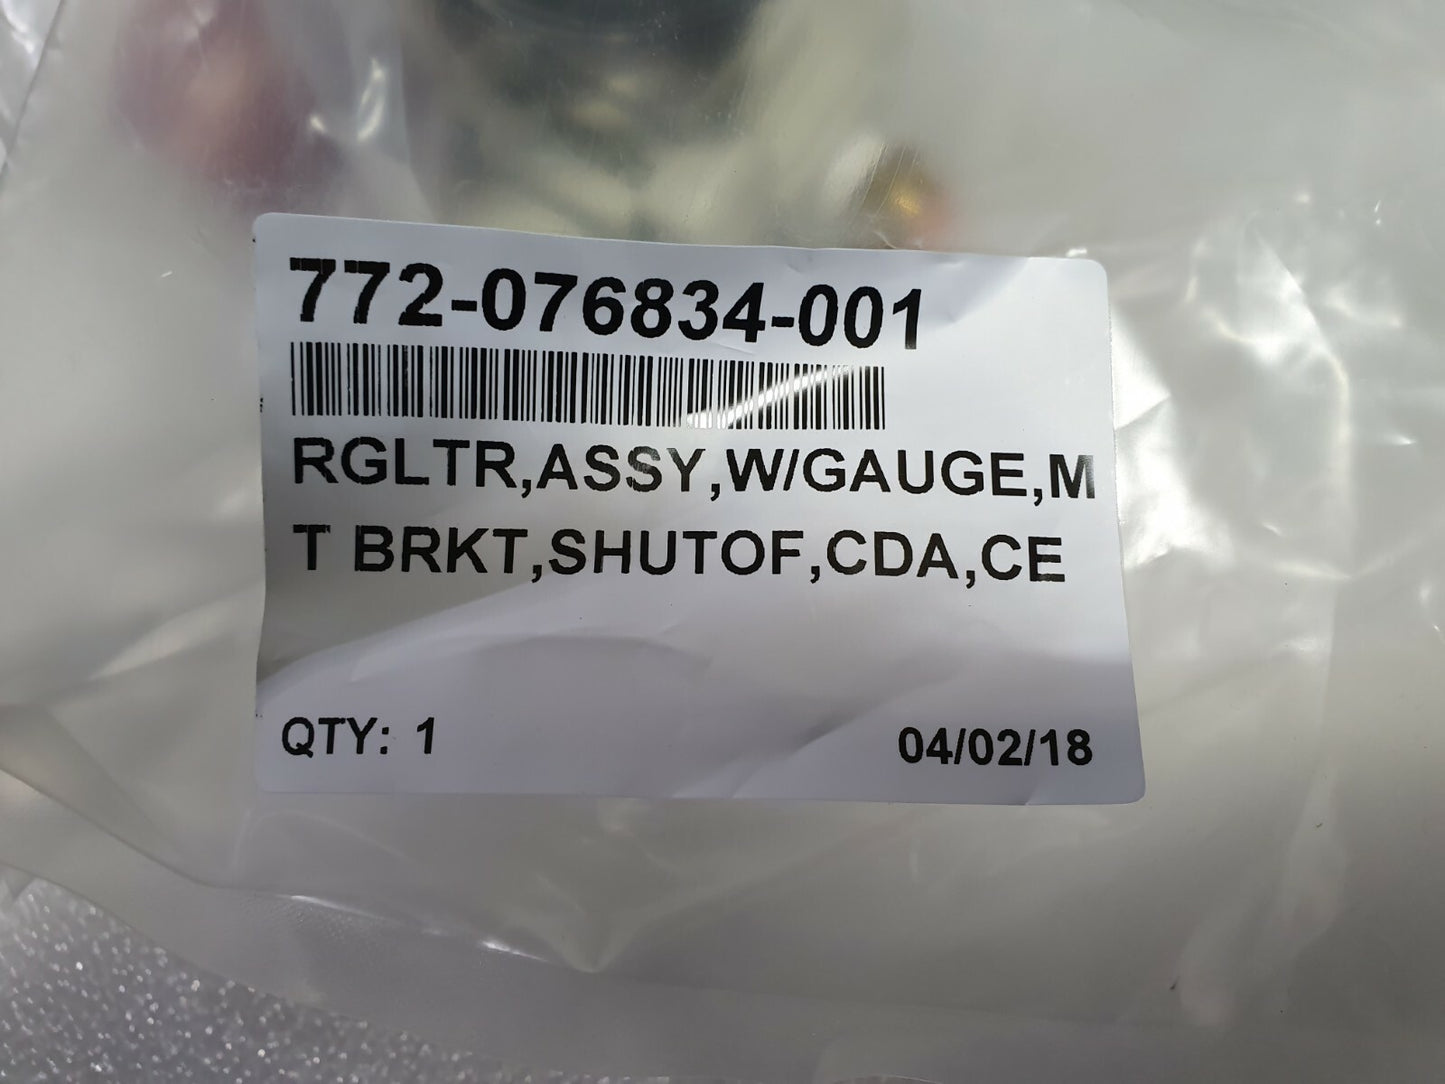 772-076834-001
RGLTR,ASSY,W/GAUGE,M
T BRKT,SHUTOF,CDA,CE
QTY: 1
04/02/18